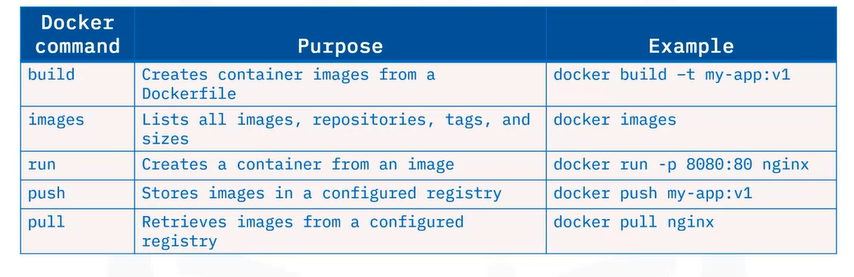 Docker command Purpose Example
build Creates container images from a Dockerfile docker build –t my-app:v1
images Lists all images, repositories, tags, and sizes docker images
run Creates a container from an image docker run -p 8080:80 nginx
push Stores images in a configured registry docker push my-app:v1
pull Retrieves images from a configured registry docker pull nginx